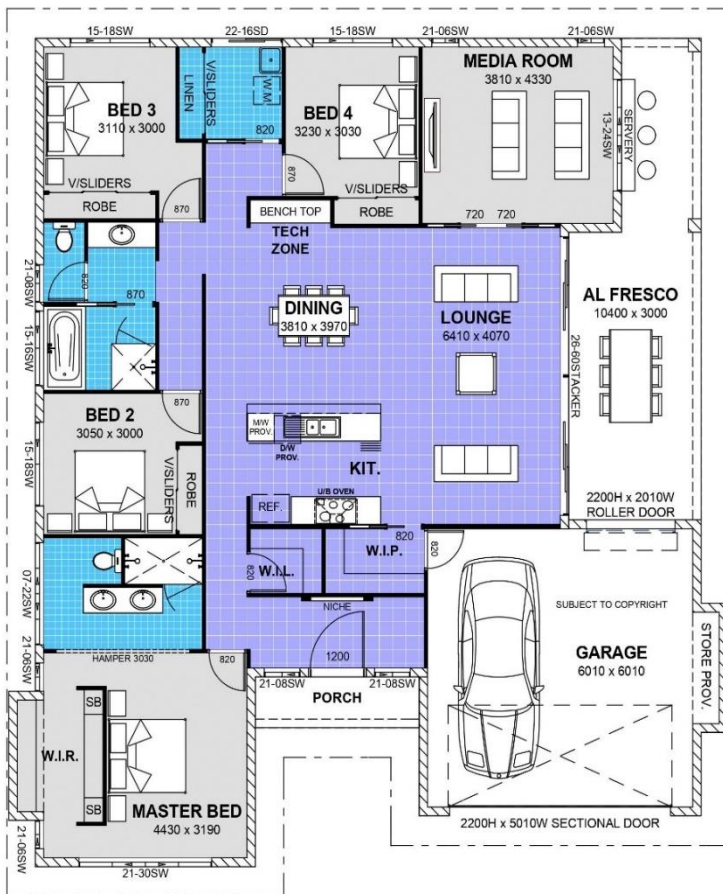 15-18SW
22-16SD
15-18SW
21-06SW
21-06SW
BED 3
3110 x 3000
LINEN
V/SLIDERS
W.M.
820
BED 4
3230 x 3030
MEDIA ROOM
3810 x 4330
13-24SW
SERVERY
V/SLIDERS
ROBE
870
870
V/SLIDERS
ROBE
BENCH TOP
TECH
ZONE
720
720
21-08SW
820
870
15-16SW
DINING
3810 x 3970
LOUNGE
6410 x 4070
26-60STACKER
AL FRESCO
10400 x 3000
870
BED 2
3050 x 3000
15-18SW
V/SLIDERS
ROBE
M/W
PROV.
D/W
PROV.
KIT.
U/B OVEN
REF.
2200H x 2010W
ROLLER DOOR
07-22SW
820
W.I.L.
W.I.P.
820
820
NICHE
SUBJECT TO COPYRIGHT
GARAGE
6010 x 6010
STORE PROV.
HAMPER 3030
820
1200
21-06SW
21-08SW
21-08SW
PORCH
SB
W.I.R.
SB
MASTER BED
4430 x 3190
21-06SW
21-30SW
2200H x 5010W SECTIONAL DOOR